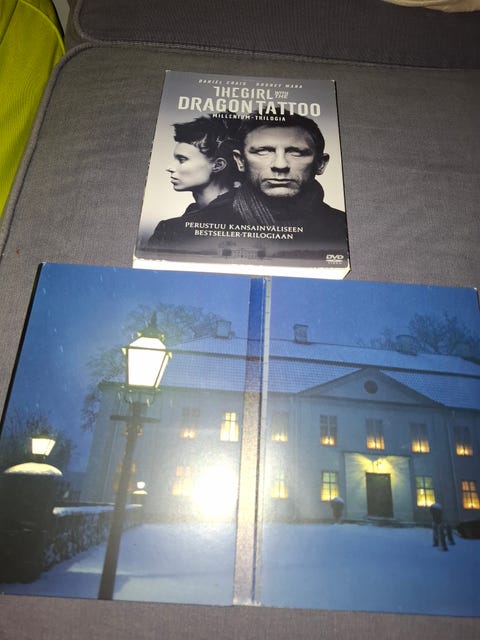 DANIEL CRAIG ROONEY MARA
THE GIRL WITH THE
DRAGON TATTOO
MILLENIUM-TRILOGIA
PERUSTUU KANSAINVÄLISEEN
BESTSELLER-TRILOGIAAN
DVD